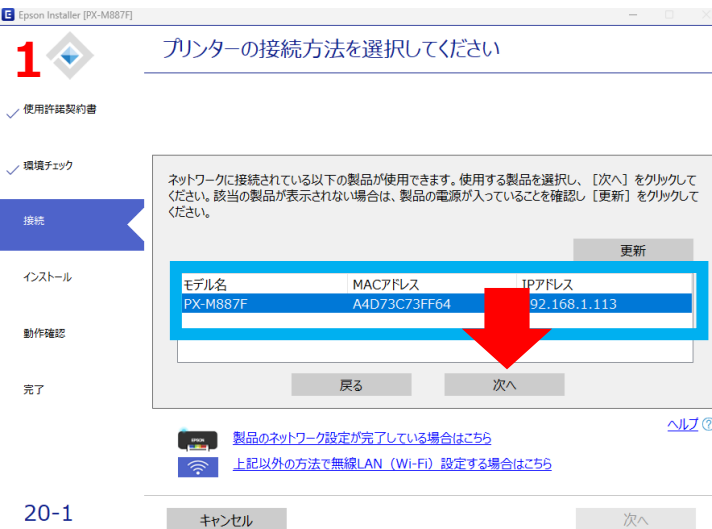 Epson Installer [PX-M887F]
1
プリンターの接続方法を選択してください
使用許諾契約書
環境チェック
接続
インストール
動作確認
完了
ネットワークに接続されている以下の製品が使用できます。使用する製品を選択し、［次へ］をクリックして
ください。該当の製品が表示されない場合は、製品の電源が入っていることを確認し［更新］をクリックして
ください。
更新
モデル名 MACアドレス IPアドレス
PX-M887F A4D73C73FF64 92.168.1.113
戻る 次へ
ヘルプ
EPSON
製品のネットワーク設定が完了している場合はこちら
上記以外の方法で無線LAN（Wi-Fi）設定する場合はこちら
20-1
キャンセル 次へ